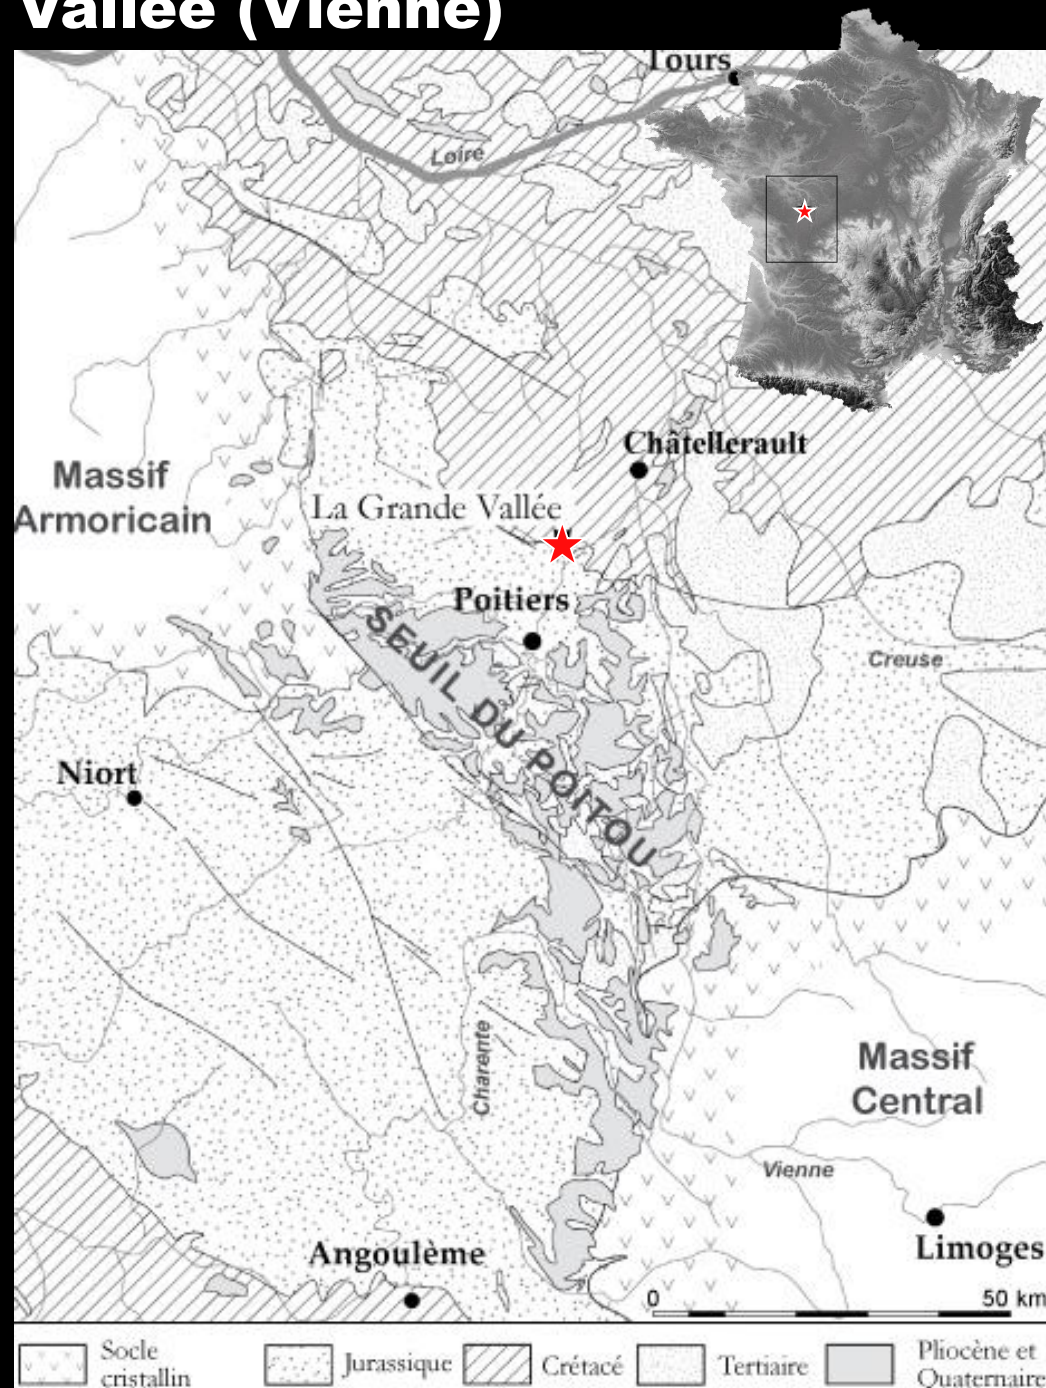 Vallée (Vienne)
Tours
Loire
Châtellerault
Massif
Armoricain
La Grande Vallée
Poitiers
SEUIL DU POITOU
Creuse
Niort
Charente
Massif
Central
Vienne
Limoges
Angoulème
0 50 km
Socle
cristallin
Jurassique
Crétacé
Tertiaire
Pliocène et
Quaternaire